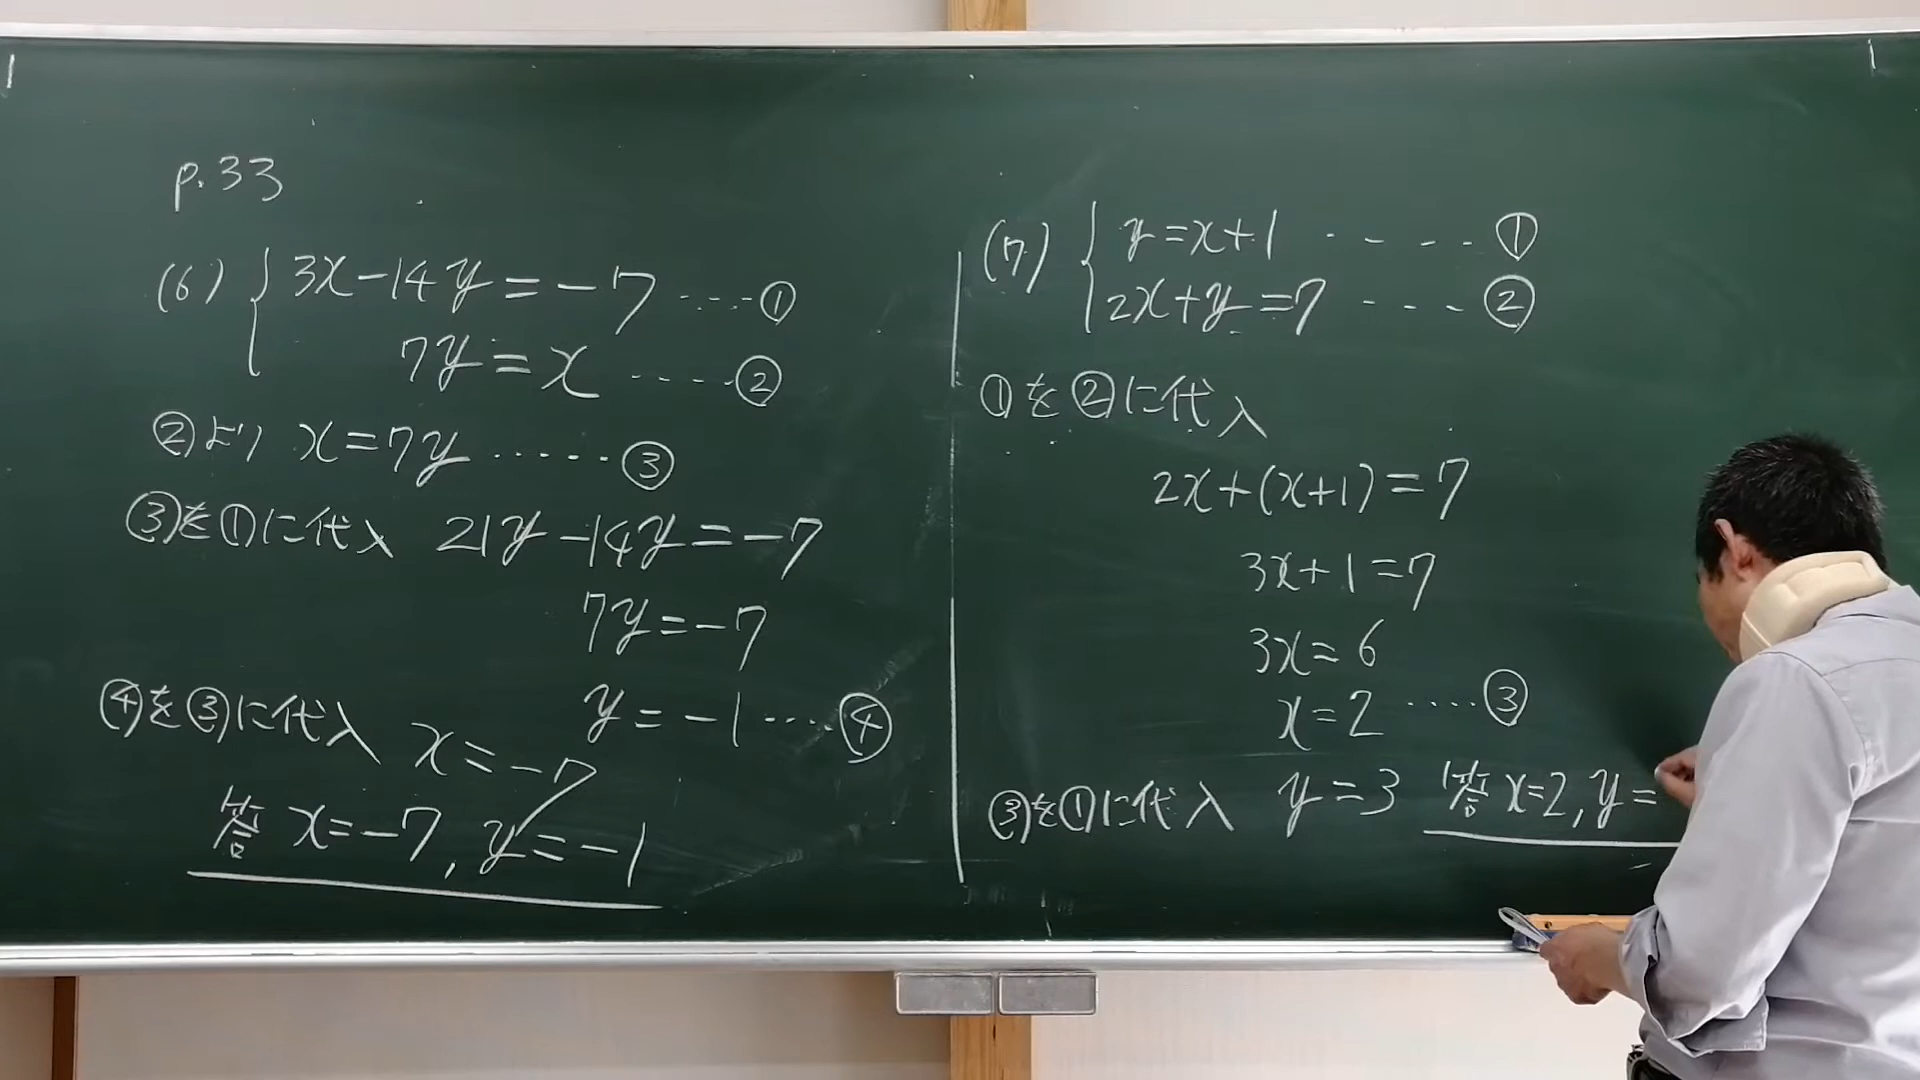 p.33
(6) { 3x-14y=-7 ‥‥①
7y=x ‥‥②
②より x=7y ‥‥‥③
③を①に代入 21y-14y=-7
7y=-7
y=-1 ‥‥④
④を③に代入 x=-7
答 x=-7, y=-1
(7) { y=x+1 ‥‥‥①
2x+y=7 ‥‥②
①を②に代入
2x+(x+1)=7
3x+1=7
3x=6
x=2 ‥‥③
③を①に代入 y=3 答 x=2, y=